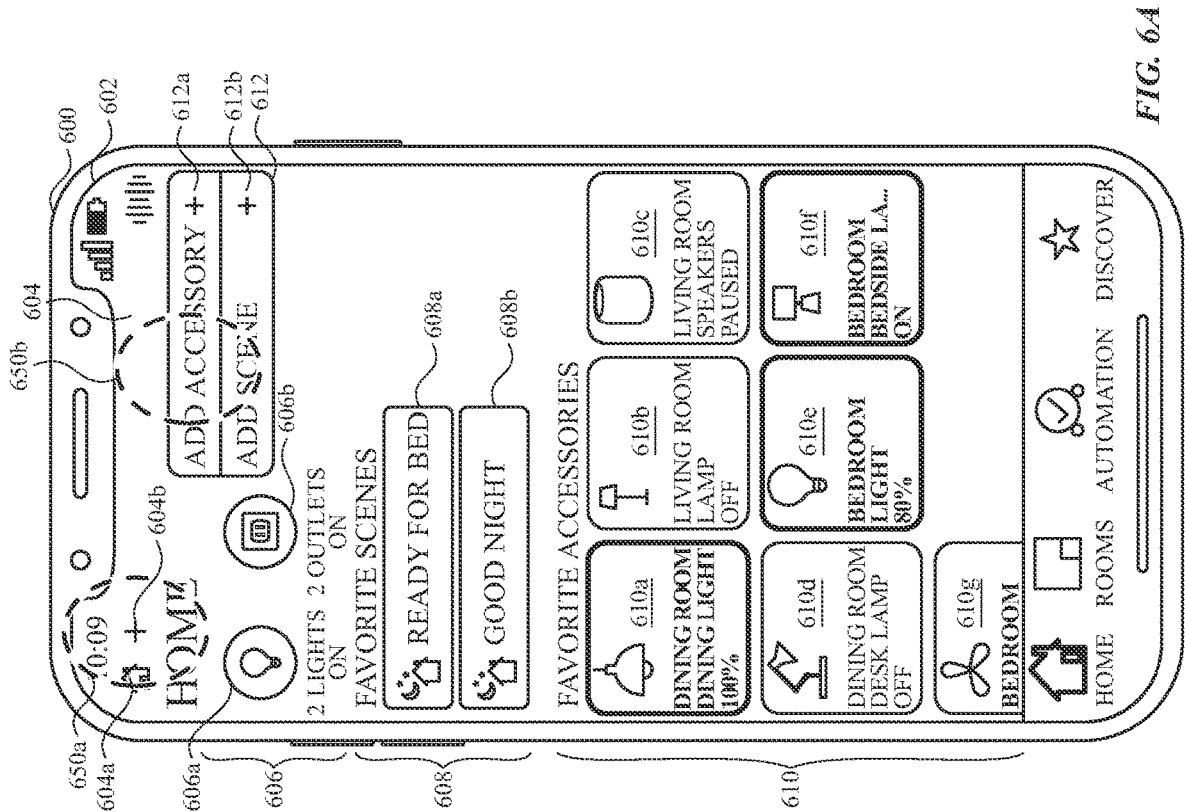 600
602
650a
604a
10:09
604b
650b
604
HOME
ADD ACCESSORY +
612a
ADD SCENE +
612b
612
606a
606b
606
2 LIGHTS
ON
2 OUTLETS
ON
FAVORITE SCENES
608
READY FOR BED
608a
GOOD NIGHT
608b
FAVORITE ACCESSORIES
610
610a
DINING ROOM
DINING LIGHT
100%
610b
LIVING ROOM
LAMP
OFF
610c
LIVING ROOM
SPEAKERS
PAUSED
610d
DINING ROOM
DESK LAMP
OFF
610e
BEDROOM
LIGHT
80%
610f
BEDROOM
BEDSIDE LA...
ON
610g
BEDROOM
HOME ROOMS AUTOMATION DISCOVER
FIG. 6A